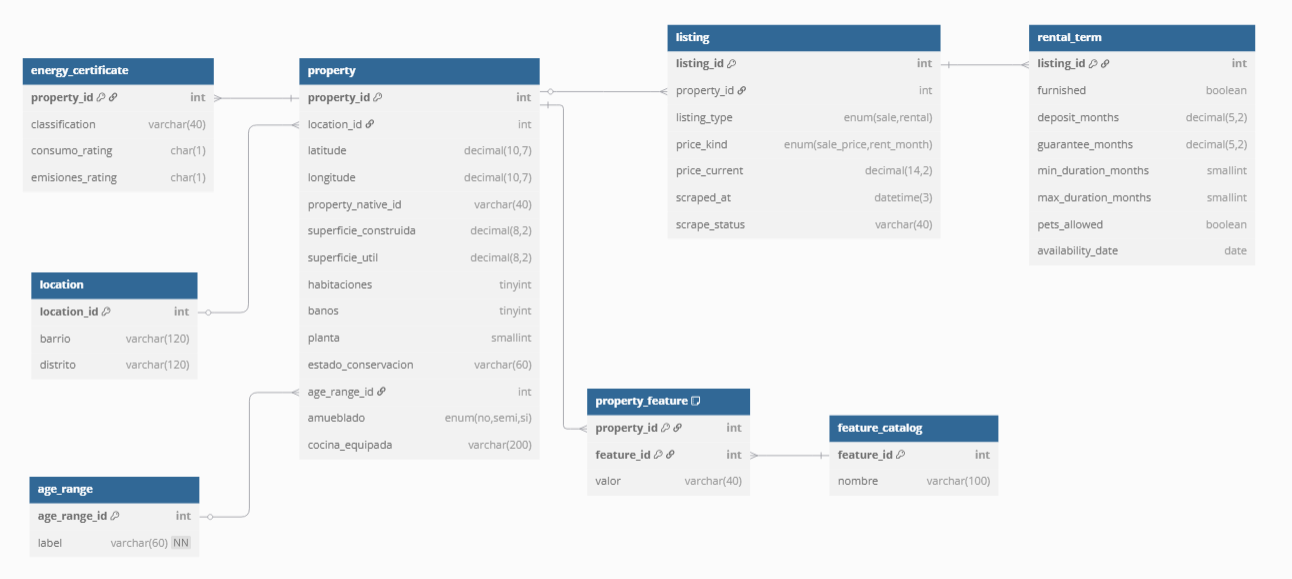 energy_certificate
property_id int
classification varchar(40)
consumo_rating char(1)
emisiones_rating char(1)
location
location_id int
barrio varchar(120)
distrito varchar(120)
age_range
age_range_id int
label varchar(60) NN
property
property_id int
location_id int
latitude decimal(10,7)
longitude decimal(10,7)
property_native_id varchar(40)
superficie_construida decimal(8,2)
superficie_util decimal(8,2)
habitaciones tinyint
banos tinyint
planta smallint
estado_conservacion varchar(60)
age_range_id int
amueblado enum(no,semi,si)
cocina_equipada varchar(200)
listing
listing_id int
property_id int
listing_type enum(sale,rental)
price_kind enum(sale_price,rent_month)
price_current decimal(14,2)
scraped_at datetime(3)
scrape_status varchar(40)
rental_term
listing_id int
furnished boolean
deposit_months decimal(5,2)
guarantee_months decimal(5,2)
min_duration_months smallint
max_duration_months smallint
pets_allowed boolean
availability_date date
property_feature
property_id int
feature_id int
valor varchar(40)
feature_catalog
feature_id int
nombre varchar(100)